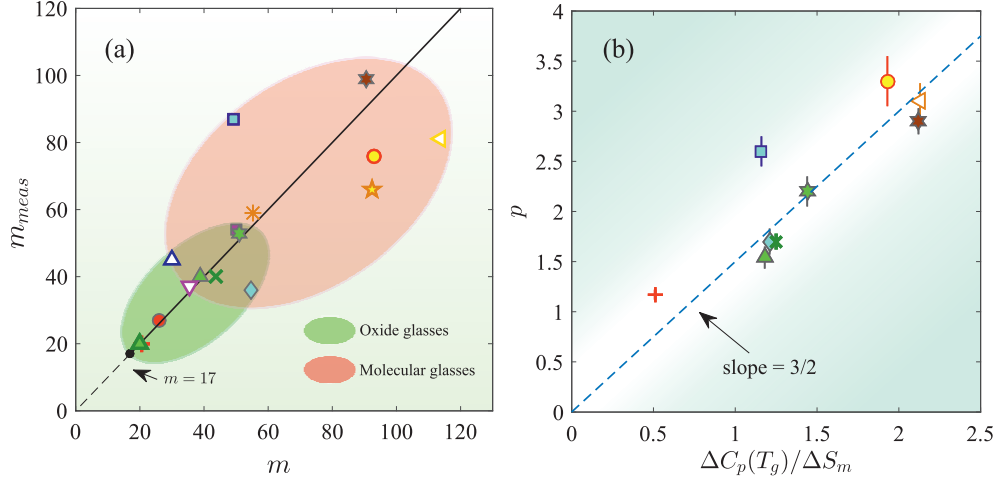 (a)
120
100
80
60
40
20
0
m_{meas}
Oxide glasses
Molecular glasses
m = 17
0 20 40 60 80 100 120
m
(b)
4
3.5
3
2.5
2
1.5
1
0.5
0
p
slope = 3/2
0 0.5 1 1.5 2 2.5
ΔC_p(T_g)/ΔS_m